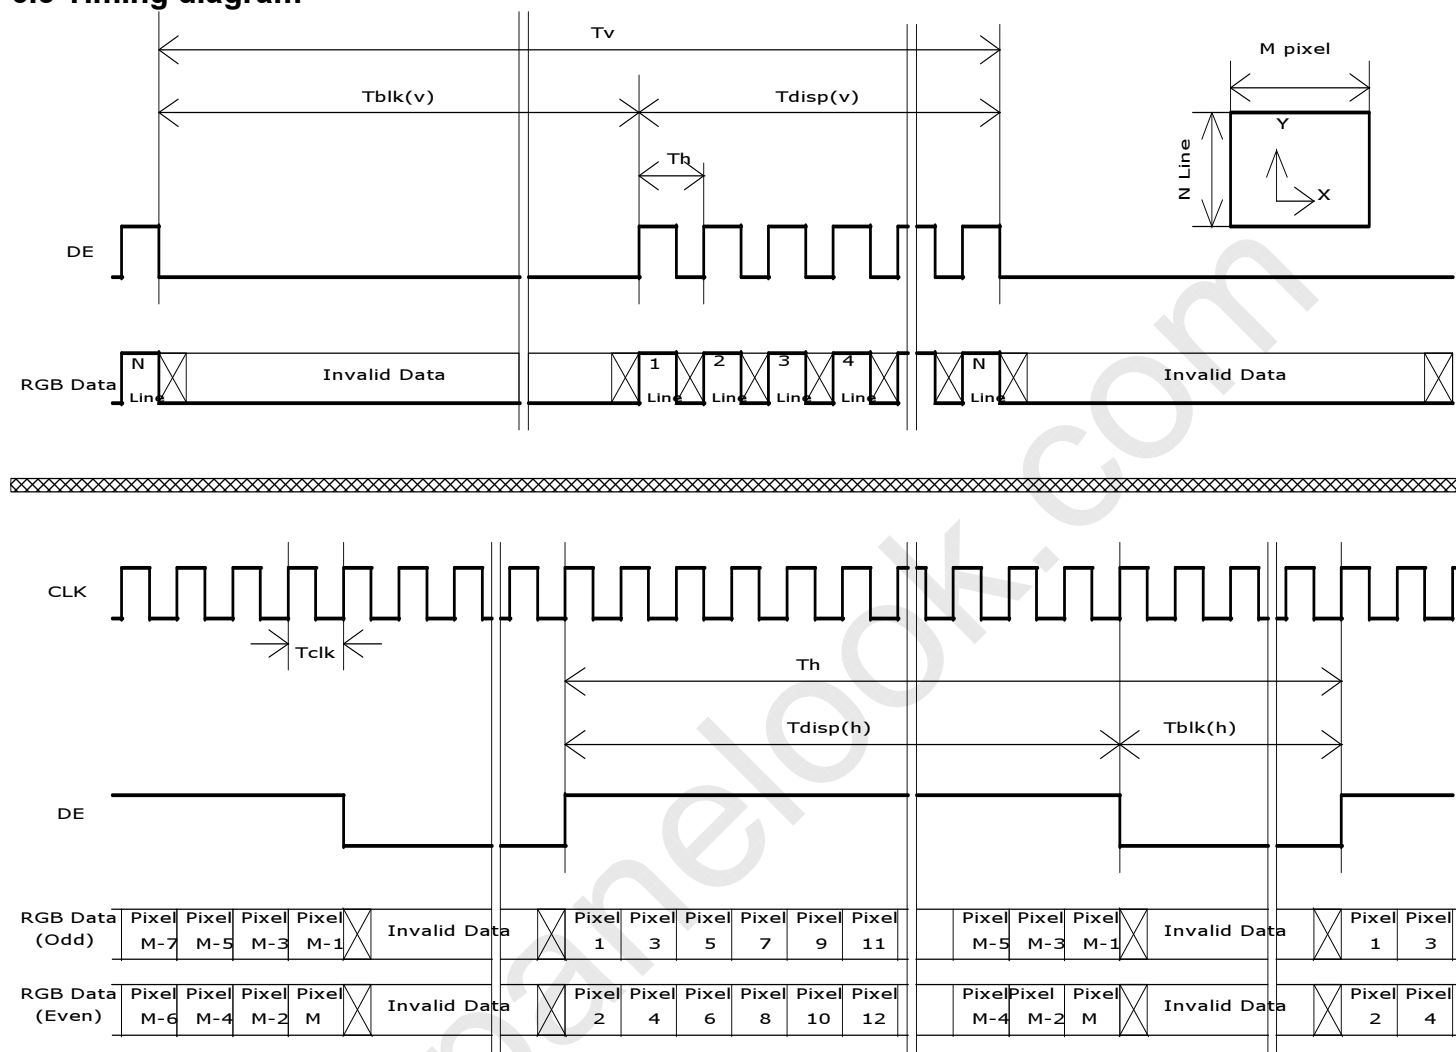 Timing diagram
Tv
M pixel
Tblk(v)
Tdisp(v)
Y
Th
N Line
X
DE
N 1 2 3 4 N
RGB Data Invalid Data Invalid Data
Line Line Line Line Line Line
CLK
Tclk
Th
Tdisp(h) Tblk(h)
DE
RGB Data Pixel Pixel Pixel Pixel Pixel Pixel Pixel Pixel Pixel Pixel Pixel Pixel Pixel Pixel Pixel
(Odd) M-7 M-5 M-3 M-1 Invalid Data 1 3 5 7 9 11 M-5 M-3 M-1 Invalid Data 1 3
RGB Data Pixel Pixel Pixel Pixel Pixel Pixel Pixel Pixel Pixel Pixel Pixel Pixel Pixel Pixel Pixel
(Even) M-6 M-4 M-2 M Invalid Data 2 4 6 8 10 12 M-4 M-2 M Invalid Data 2 4
panelook.com